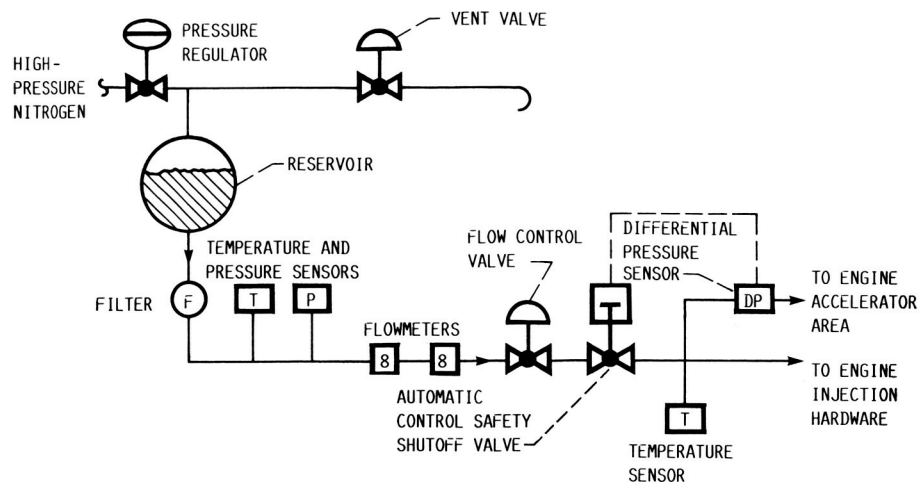 VENT VALVE
PRESSURE
REGULATOR
HIGH-
PRESSURE
NITROGEN
RESERVOIR
TEMPERATURE AND
PRESSURE SENSORS
FILTER
F
T
P
FLOWMETERS
8
8
FLOW CONTROL
VALVE
DIFFERENTIAL
PRESSURE
SENSOR
DP
TO ENGINE
ACCELERATOR
AREA
TO ENGINE
INJECTION
HARDWARE
AUTOMATIC
CONTROL SAFETY
SHUTOFF VALVE
T
TEMPERATURE
SENSOR